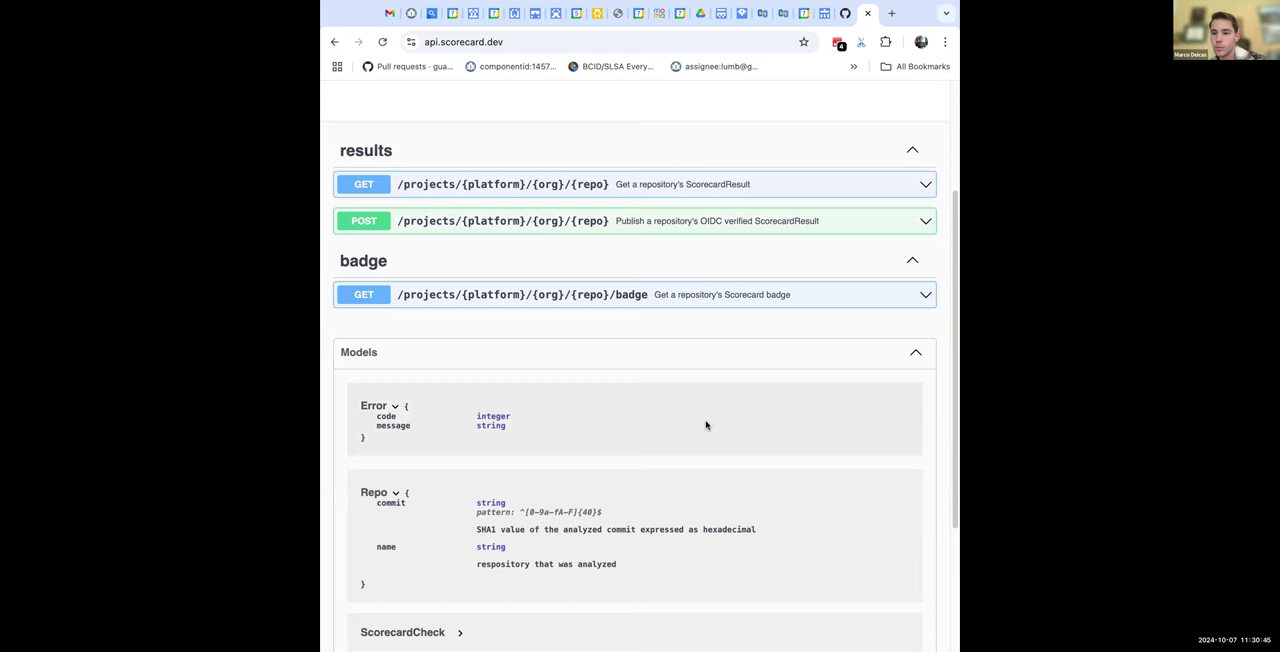 api.scorecard.dev
4
Pull requests · gua...
componentid:1457...
BCID/SLSA Every...
assignee:lumb@g...
»
All Bookmarks
Marco Deicas
results
GET /projects/{platform}/{org}/{repo} Get a repository's ScorecardResult
POST /projects/{platform}/{org}/{repo} Publish a repository's OIDC verified ScorecardResult
badge
GET /projects/{platform}/{org}/{repo}/badge Get a repository's Scorecard badge
Models
Error {
code integer
message string
}
Repo {
commit string
pattern: ^[0-9a-fA-F]{40}$
SHA1 value of the analyzed commit expressed as hexadecimal
name string
respository that was analyzed
}
ScorecardCheck >
2024-10-07 11:30:45